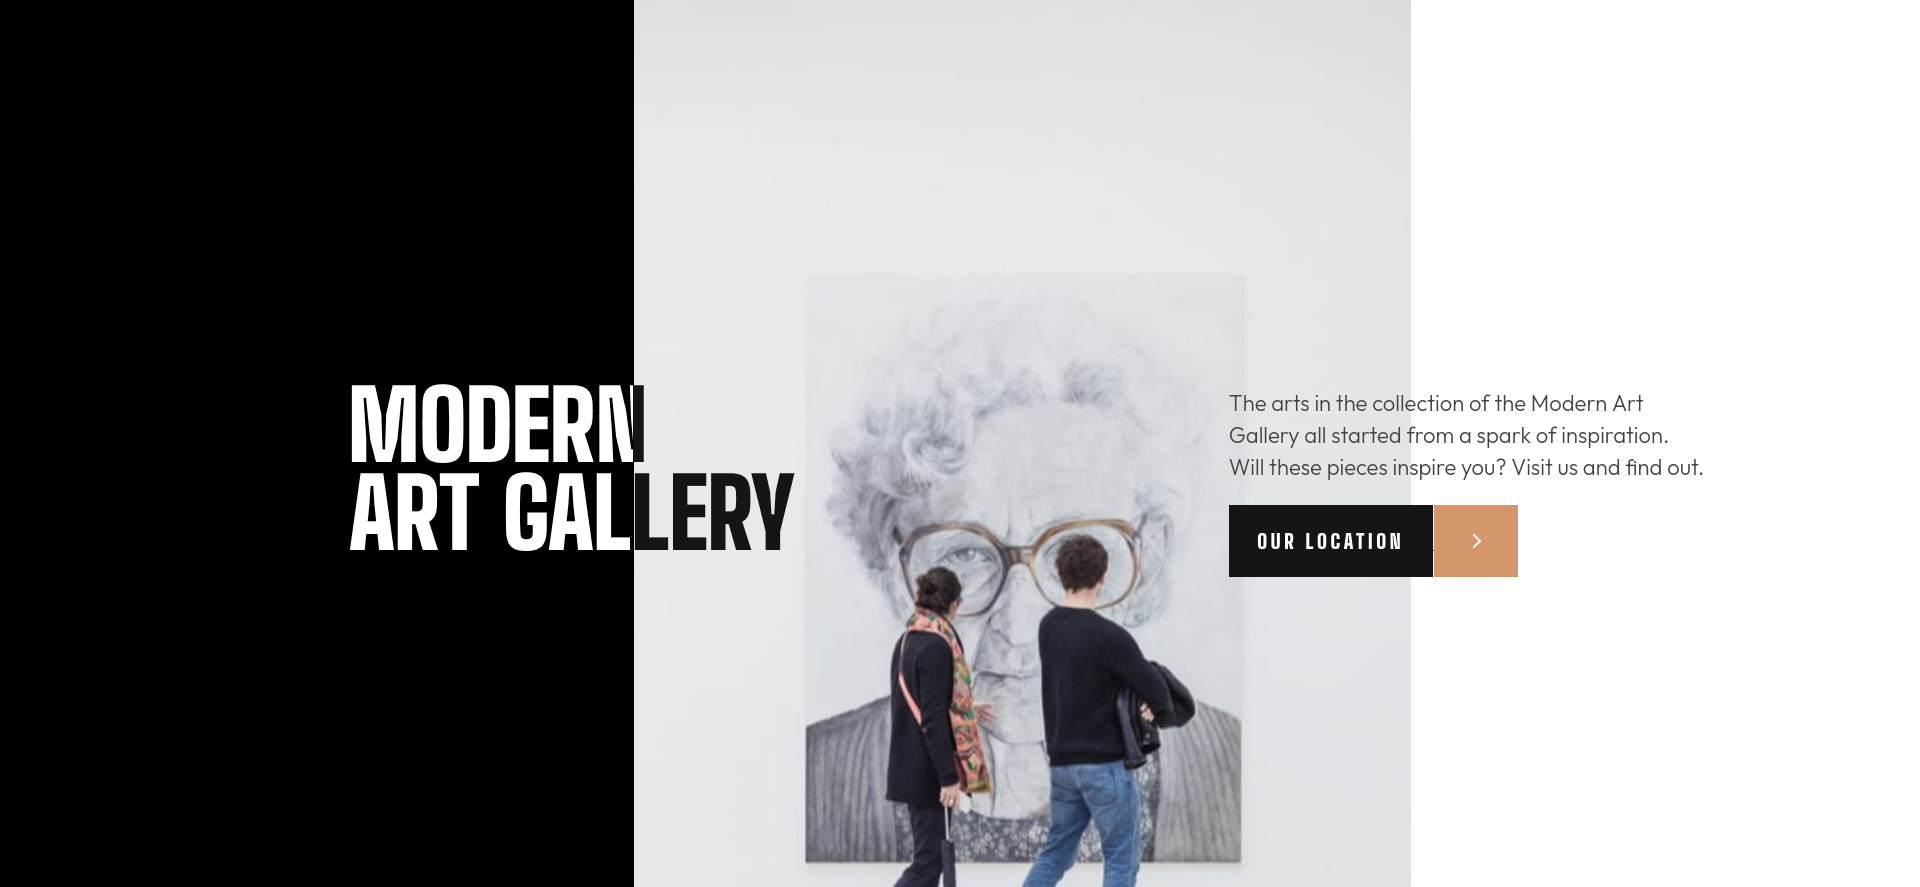 MODERN
ART GALLERY
The arts in the collection of the Modern Art
Gallery all started from a spark of inspiration.
Will these pieces inspire you? Visit us and find out.
OUR LOCATION